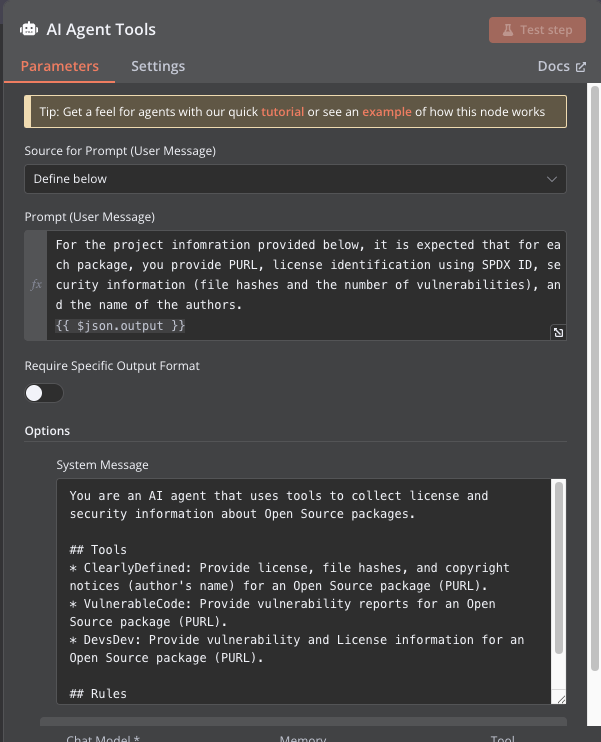 AI Agent Tools
Test step
Parameters
Settings
Docs
Tip: Get a feel for agents with our quick tutorial or see an example of how this node works
Source for Prompt (User Message)
Define below
Prompt (User Message)
fx
For the project infomration provided below, it is expected that for ea
ch package, you provide PURL, license identification using SPDX ID, se
curity information (file hashes and the number of vulnerabilities), an
d the name of the authors.
{{ $json.output }}
Require Specific Output Format
Options
System Message
You are an AI agent that uses tools to collect license and
security information about Open Source packages.
## Tools
* ClearlyDefined: Provide license, file hashes, and copyright
notices (author's name) for an Open Source package (PURL).
* VulnerableCode: Provide vulnerability reports for an Open
Source package (PURL).
* DevsDev: Provide vulnerability and License information for an
Open Source package (PURL).
## Rules
Chat Model *
Memory
Tool